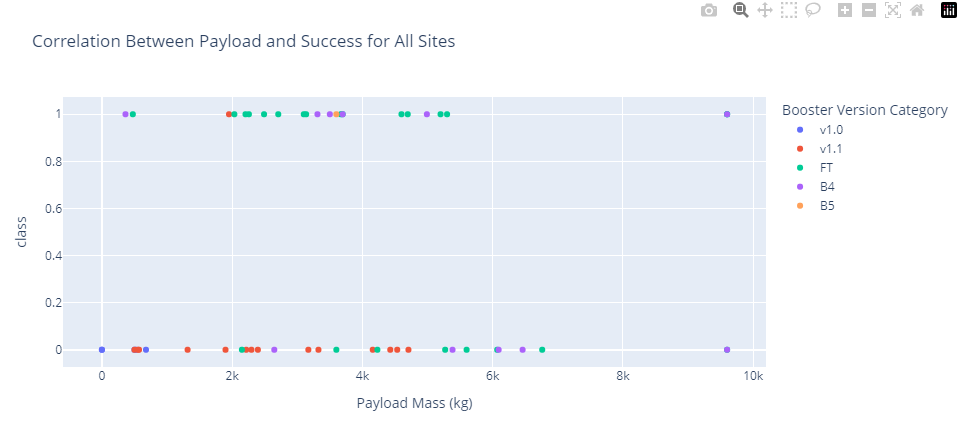 Correlation Between Payload and Success for All Sites
Booster Version Category
v1.0
v1.1
FT
B4
B5
class
1
0.8
0.6
0.4
0.2
0
0
2k
4k
6k
8k
10k
Payload Mass (kg)